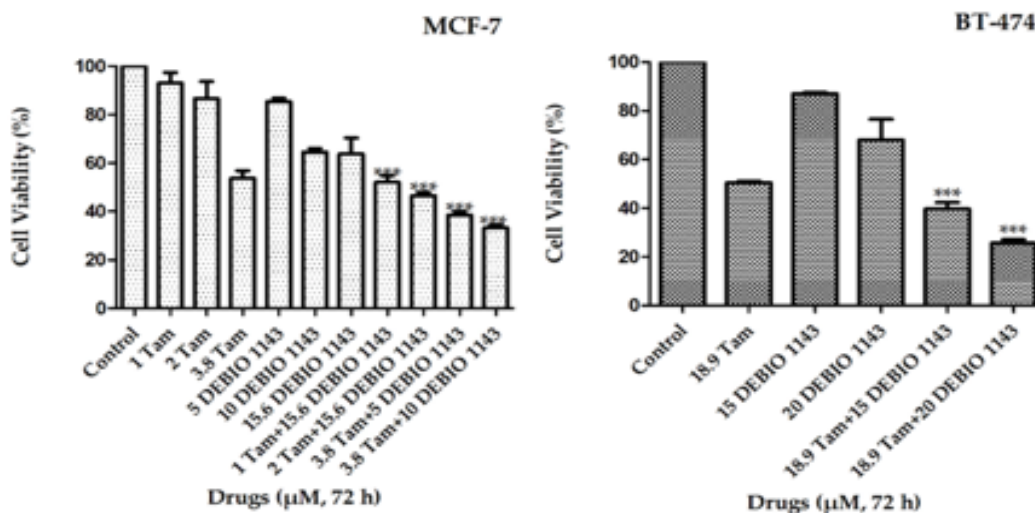 MCF-7
Cell Viability (%)
100
80
60
40
20
0
***
***
***
***
Control
1 Tam
2 Tam
3.8 Tam
5 DEBIO 1143
10 DEBIO 1143
15.6 DEBIO 1143
1 Tam+15.6 DEBIO 1143
2 Tam+15.6 DEBIO 1143
3.8 Tam+5 DEBIO 1143
3.8 Tam+10 DEBIO 1143
Drugs (μM, 72 h)
BT-474
Cell Viability (%)
100
80
60
40
20
0
***
***
Control
18.9 Tam
15 DEBIO 1143
20 DEBIO 1143
18.9 Tam+15 DEBIO 1143
18.9 Tam+20 DEBIO 1143
Drugs (μM, 72 h)